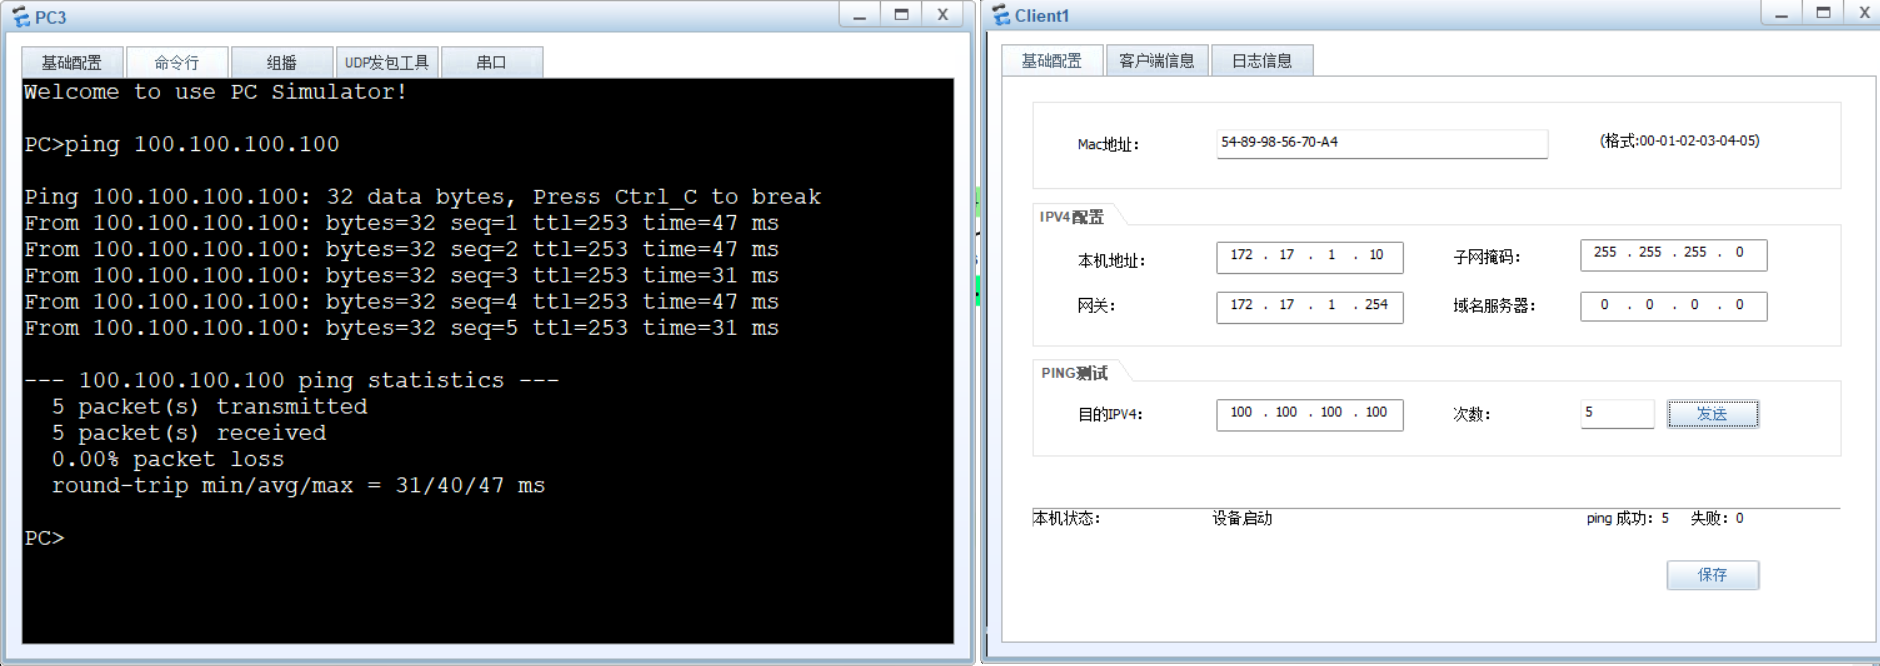 PC3
基础配置 命令行 组播 UDP发包工具 串口
Welcome to use PC Simulator!
PC>ping 100.100.100.100
Ping 100.100.100.100: 32 data bytes, Press Ctrl_C to break
From 100.100.100.100: bytes=32 seq=1 ttl=253 time=47 ms
From 100.100.100.100: bytes=32 seq=2 ttl=253 time=47 ms
From 100.100.100.100: bytes=32 seq=3 ttl=253 time=31 ms
From 100.100.100.100: bytes=32 seq=4 ttl=253 time=47 ms
From 100.100.100.100: bytes=32 seq=5 ttl=253 time=31 ms
--- 100.100.100.100 ping statistics ---
5 packet(s) transmitted
5 packet(s) received
0.00% packet loss
round-trip min/avg/max = 31/40/47 ms
PC>
Client1
基础配置 客户端信息 日志信息
Mac地址: 54-89-98-56-70-A4 (格式:00-01-02-03-04-05)
IPV4配置
本机地址: 172 . 17 . 1 . 10 子网掩码: 255 . 255 . 255 . 0
网关: 172 . 17 . 1 . 254 域名服务器: 0 . 0 . 0 . 0
PING测试
目的IPV4: 100 . 100 . 100 . 100 次数: 5 发送
本机状态: 设备启动 ping 成功: 5 失败: 0
保存